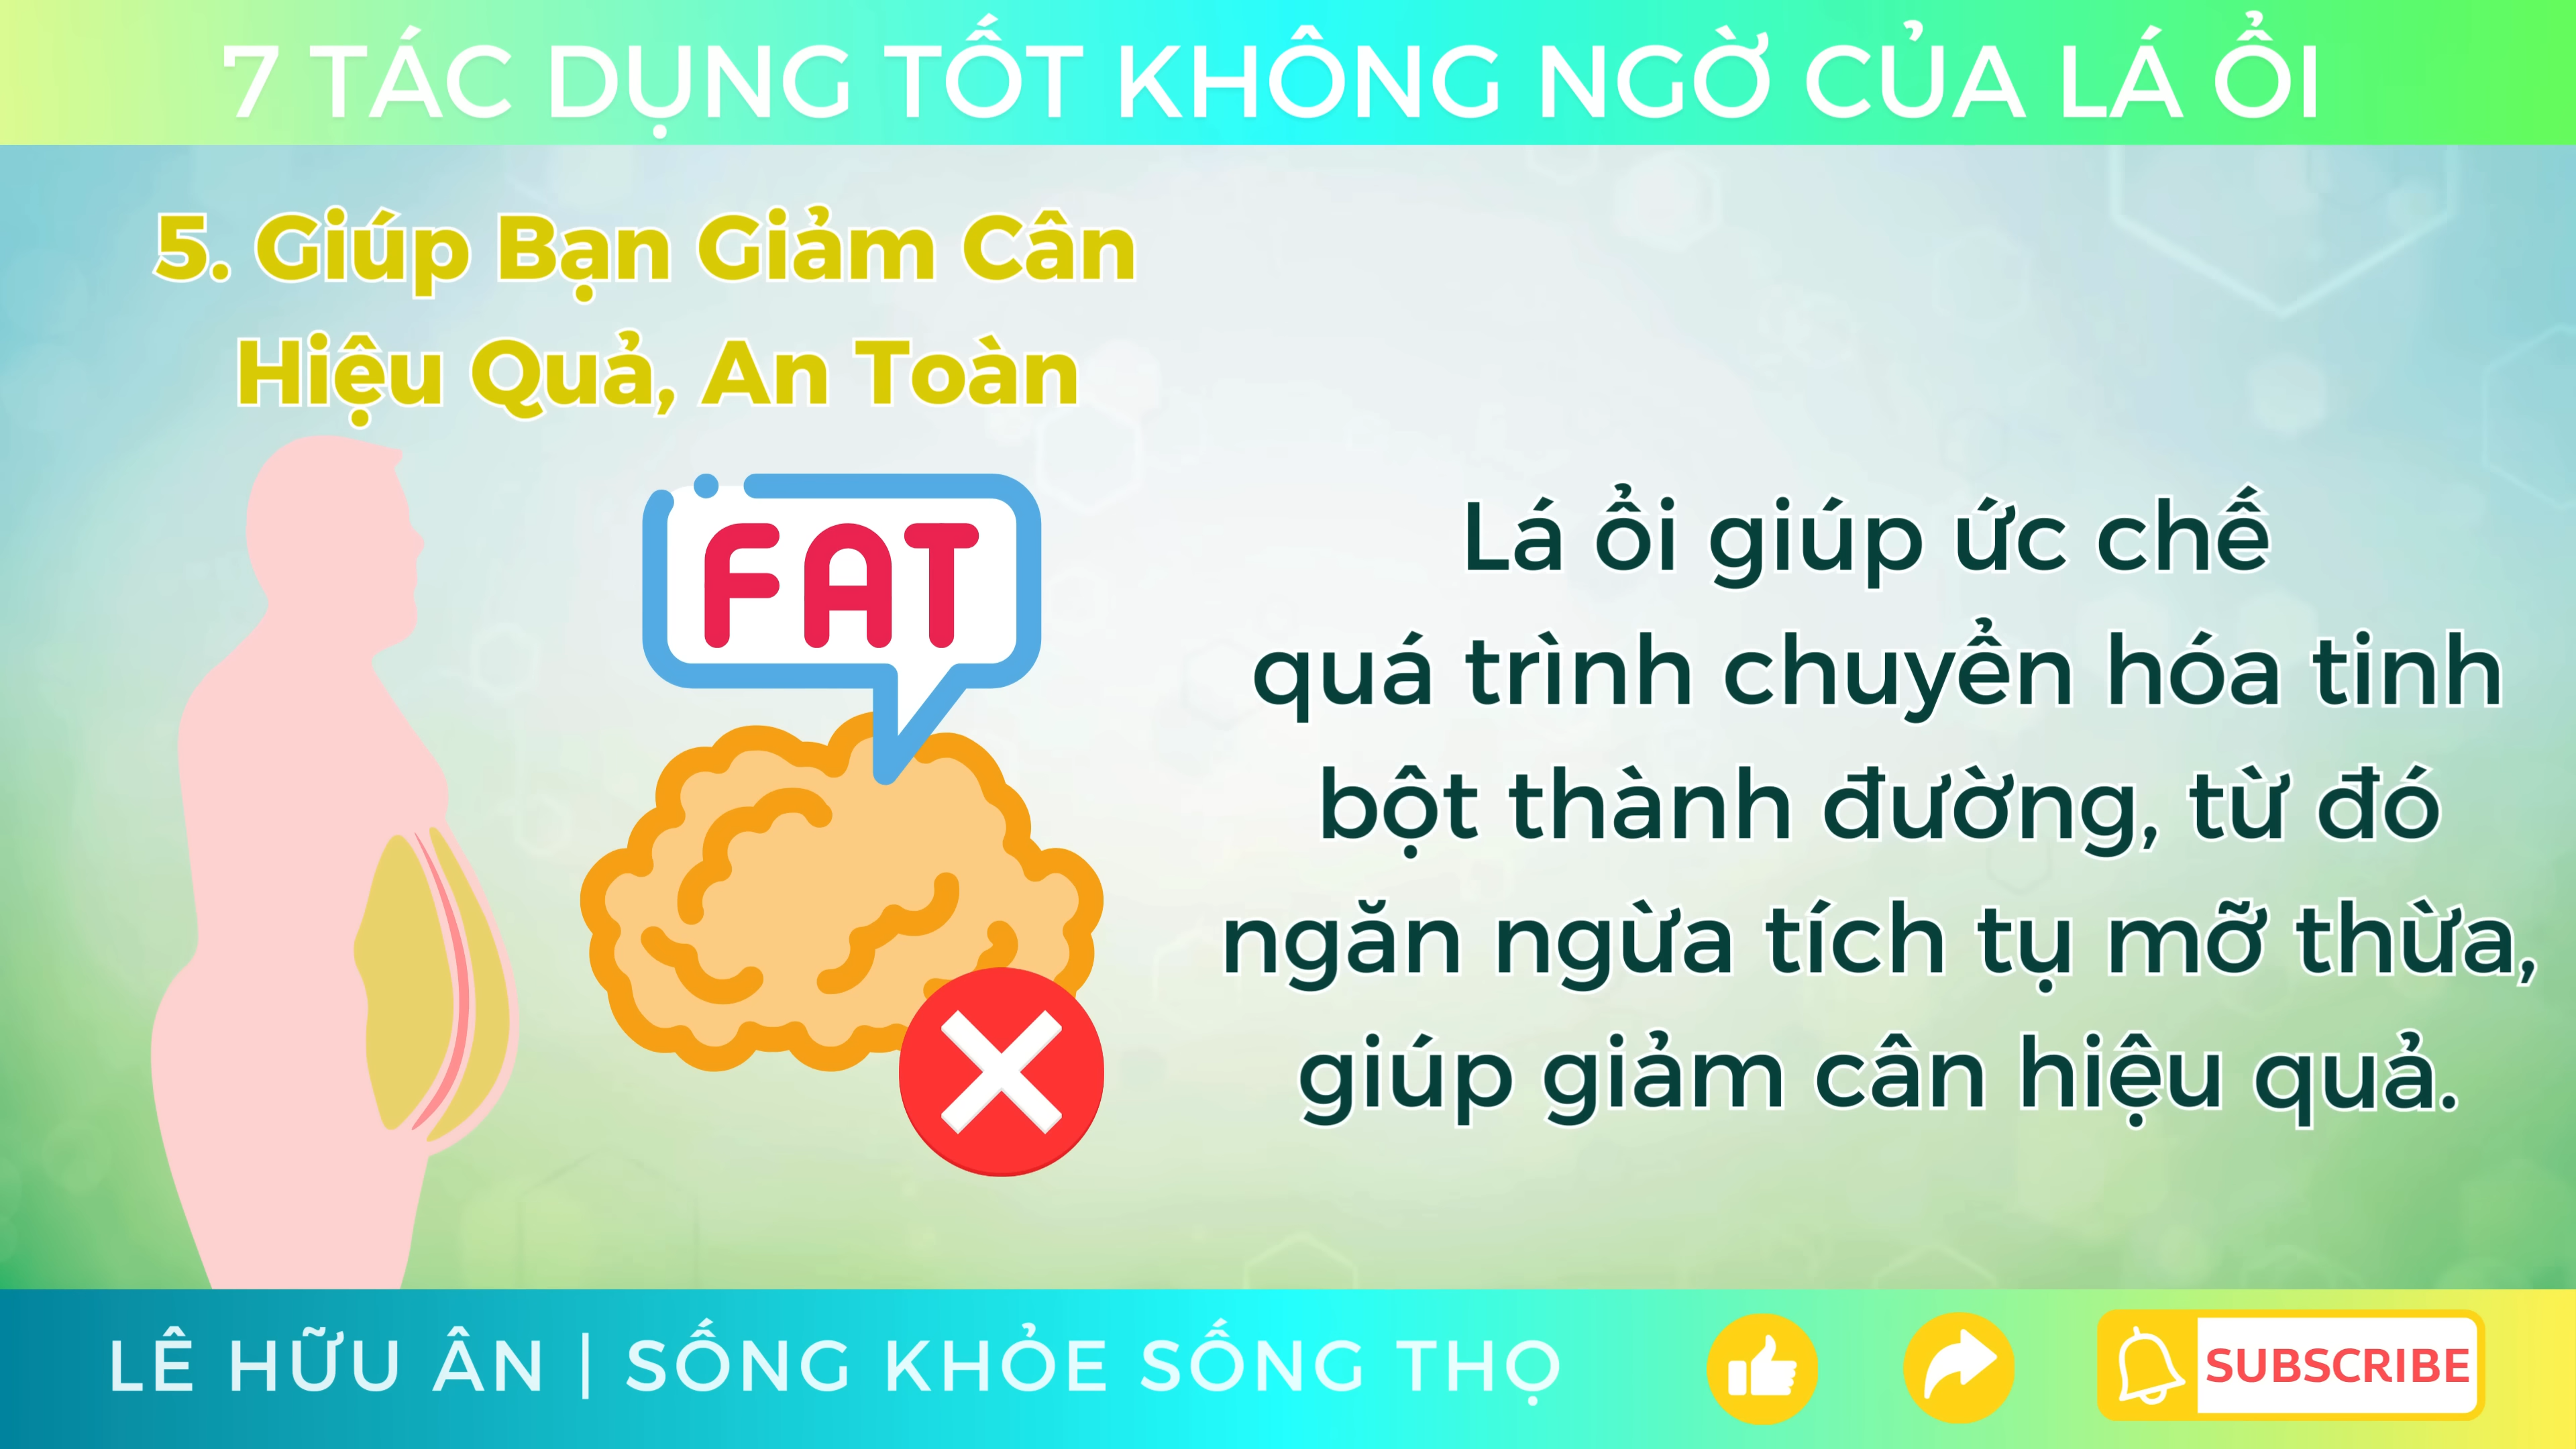 7 TÁC DỤNG TỐT KHÔNG NGỜ CỦA LÁ ỔI
5. Giúp Bạn Giảm Cân
Hiệu Quả, An Toàn
FAT
Lá ổi giúp ức chế
quá trình chuyển hóa tinh
bột thành đường, từ đó
ngăn ngừa tích tụ mỡ thừa,
giúp giảm cân hiệu quả.
LÊ HỮU ÂN | SỐNG KHỎE SỐNG THỌ
SUBSCRIBE